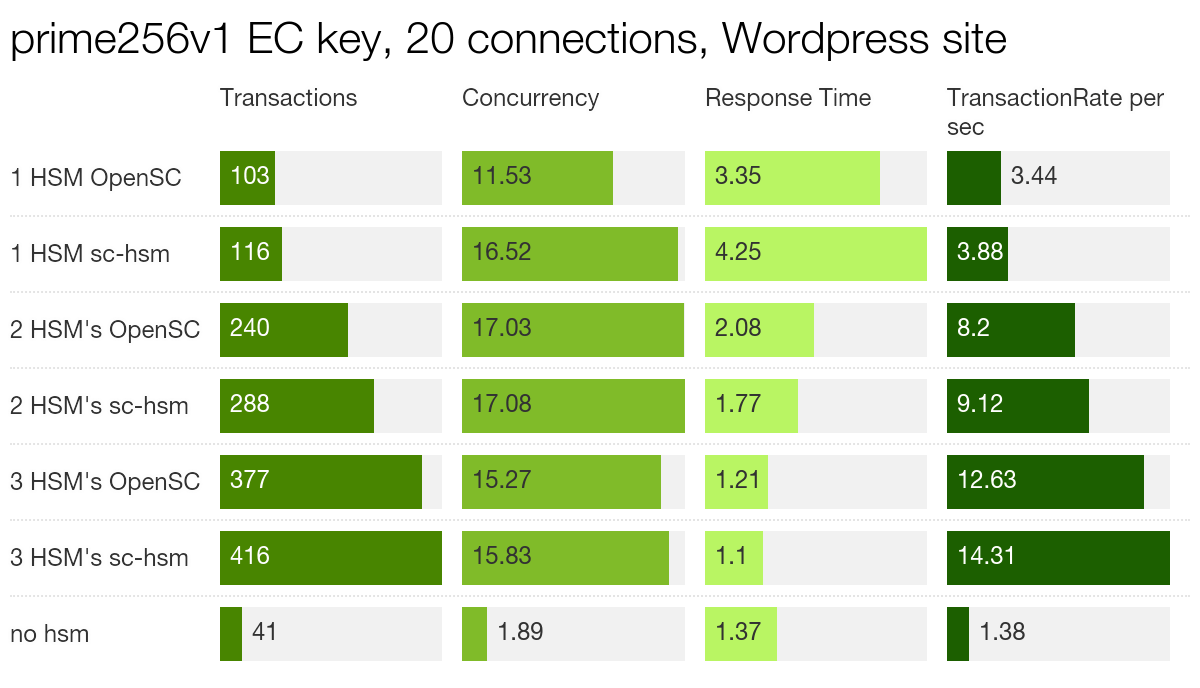 prime256v1 EC key, 20 connections, Wordpress site
Transactions Concurrency Response Time TransactionRate per
sec
1 HSM OpenSC 103 11.53 3.35 3.44
1 HSM sc-hsm 116 16.52 4.25 3.88
2 HSM's OpenSC 240 17.03 2.08 8.2
2 HSM's sc-hsm 288 17.08 1.77 9.12
3 HSM's OpenSC 377 15.27 1.21 12.63
3 HSM's sc-hsm 416 15.83 1.1 14.31
no hsm 41 1.89 1.37 1.38